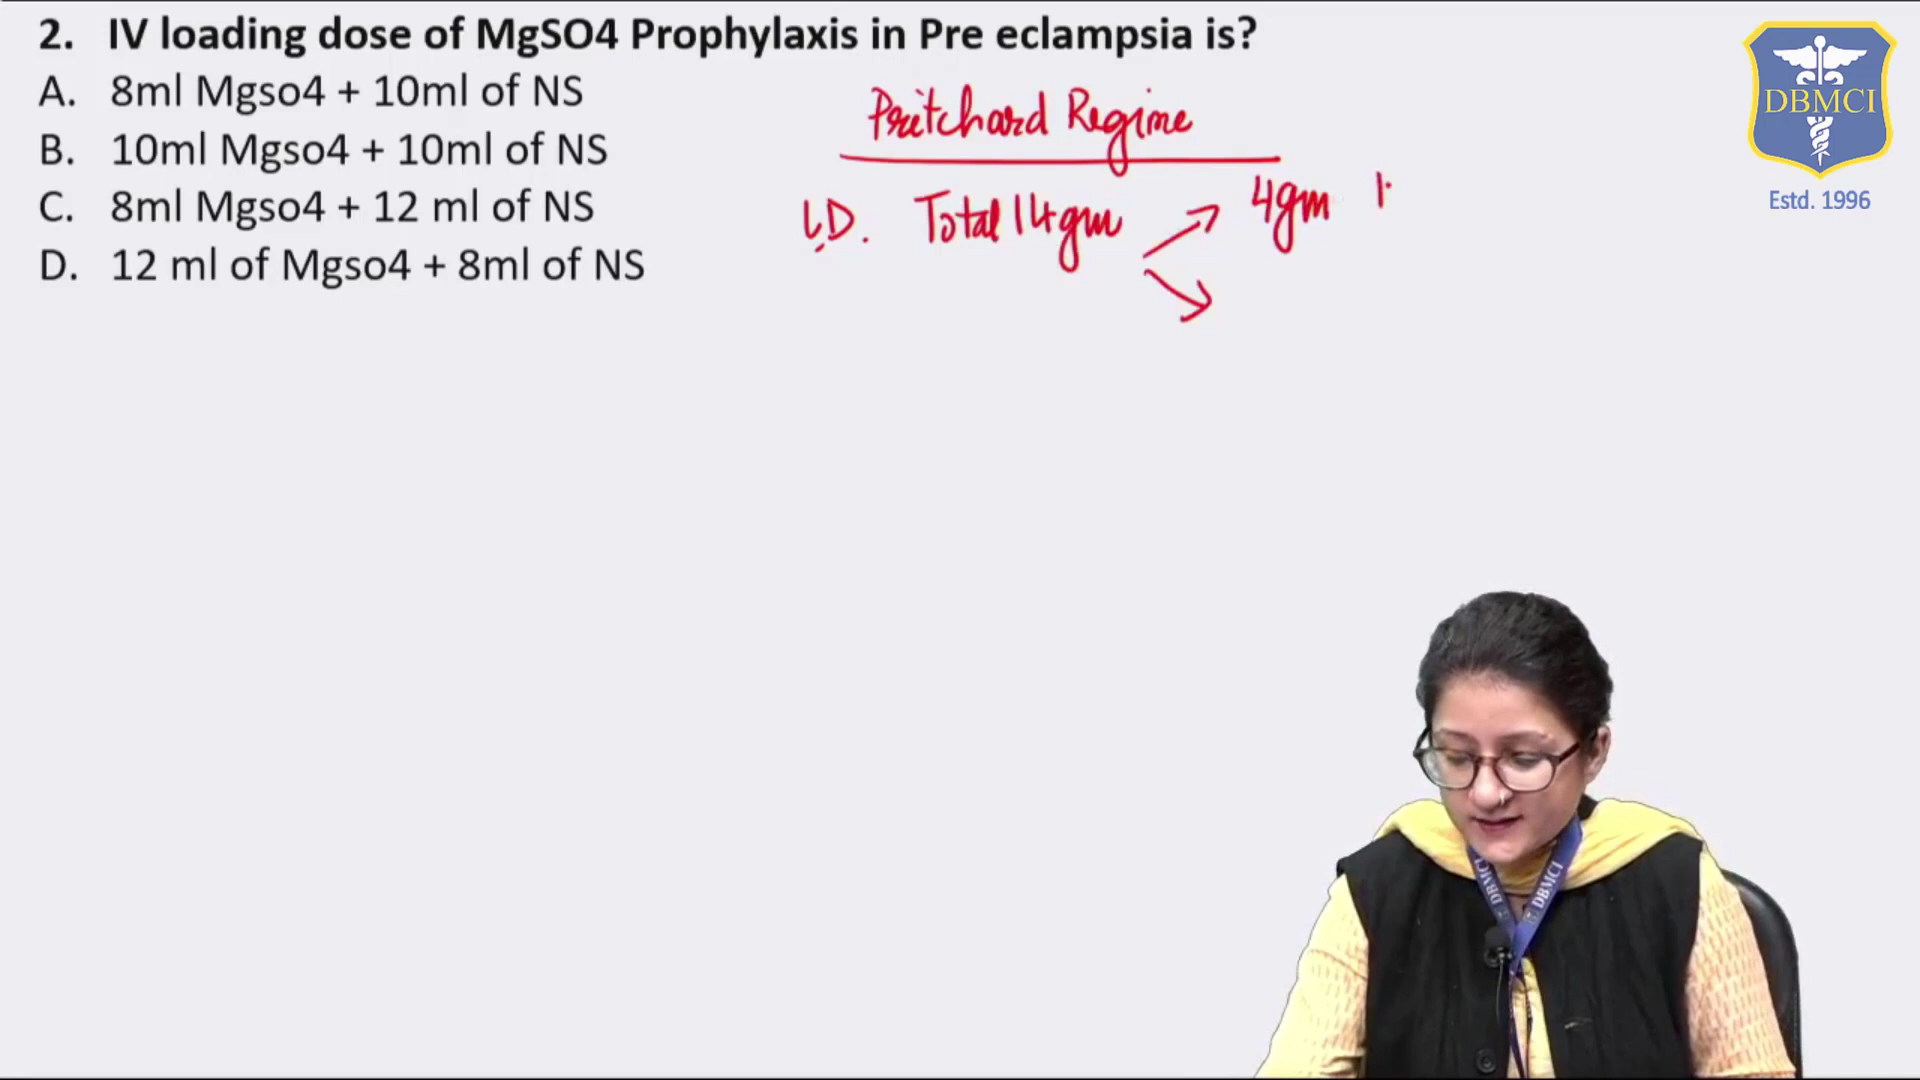 2. IV loading dose of MgSO4 Prophylaxis in Pre eclampsia is?
A. 8ml Mgso4 + 10ml of NS
B. 10ml Mgso4 + 10ml of NS
C. 8ml Mgso4 + 12 ml of NS
D. 12 ml of Mgso4 + 8ml of NS
Pritchard Regime
L.D. Total 14gm
4gm
DBMCI
Estd. 1996
DBMCI
DBMCI